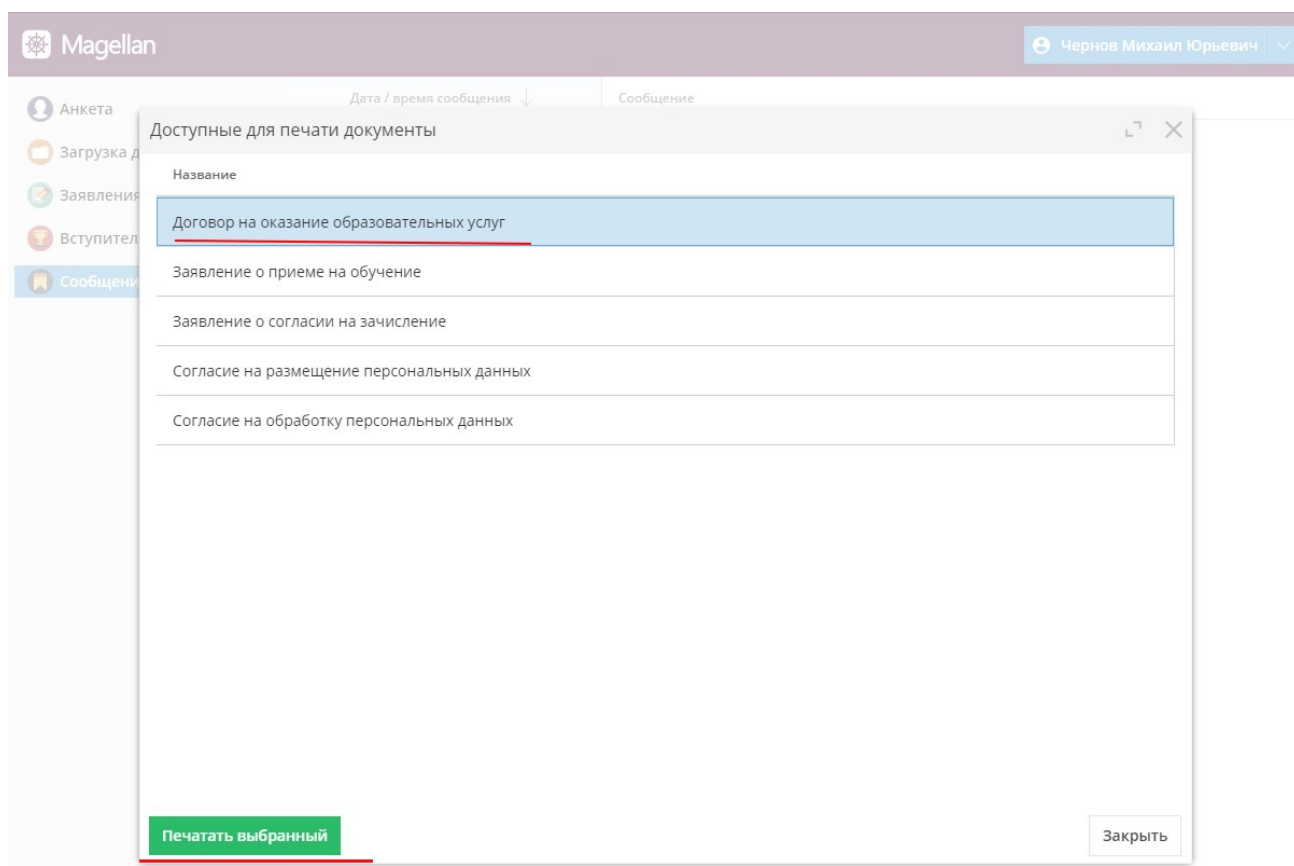 Magellan
Чернов Михаил Юрьевич
Дата / время сообщения
Сообщение
Анкета
Доступные для печати документы
Загрузка д
Название
Заявления
Договор на оказание образовательных услуг
Вступител
Заявление о приеме на обучение
Сообщени
Заявление о согласии на зачисление
Согласие на размещение персональных данных
Согласие на обработку персональных данных
Печатать выбранный
Закрыть